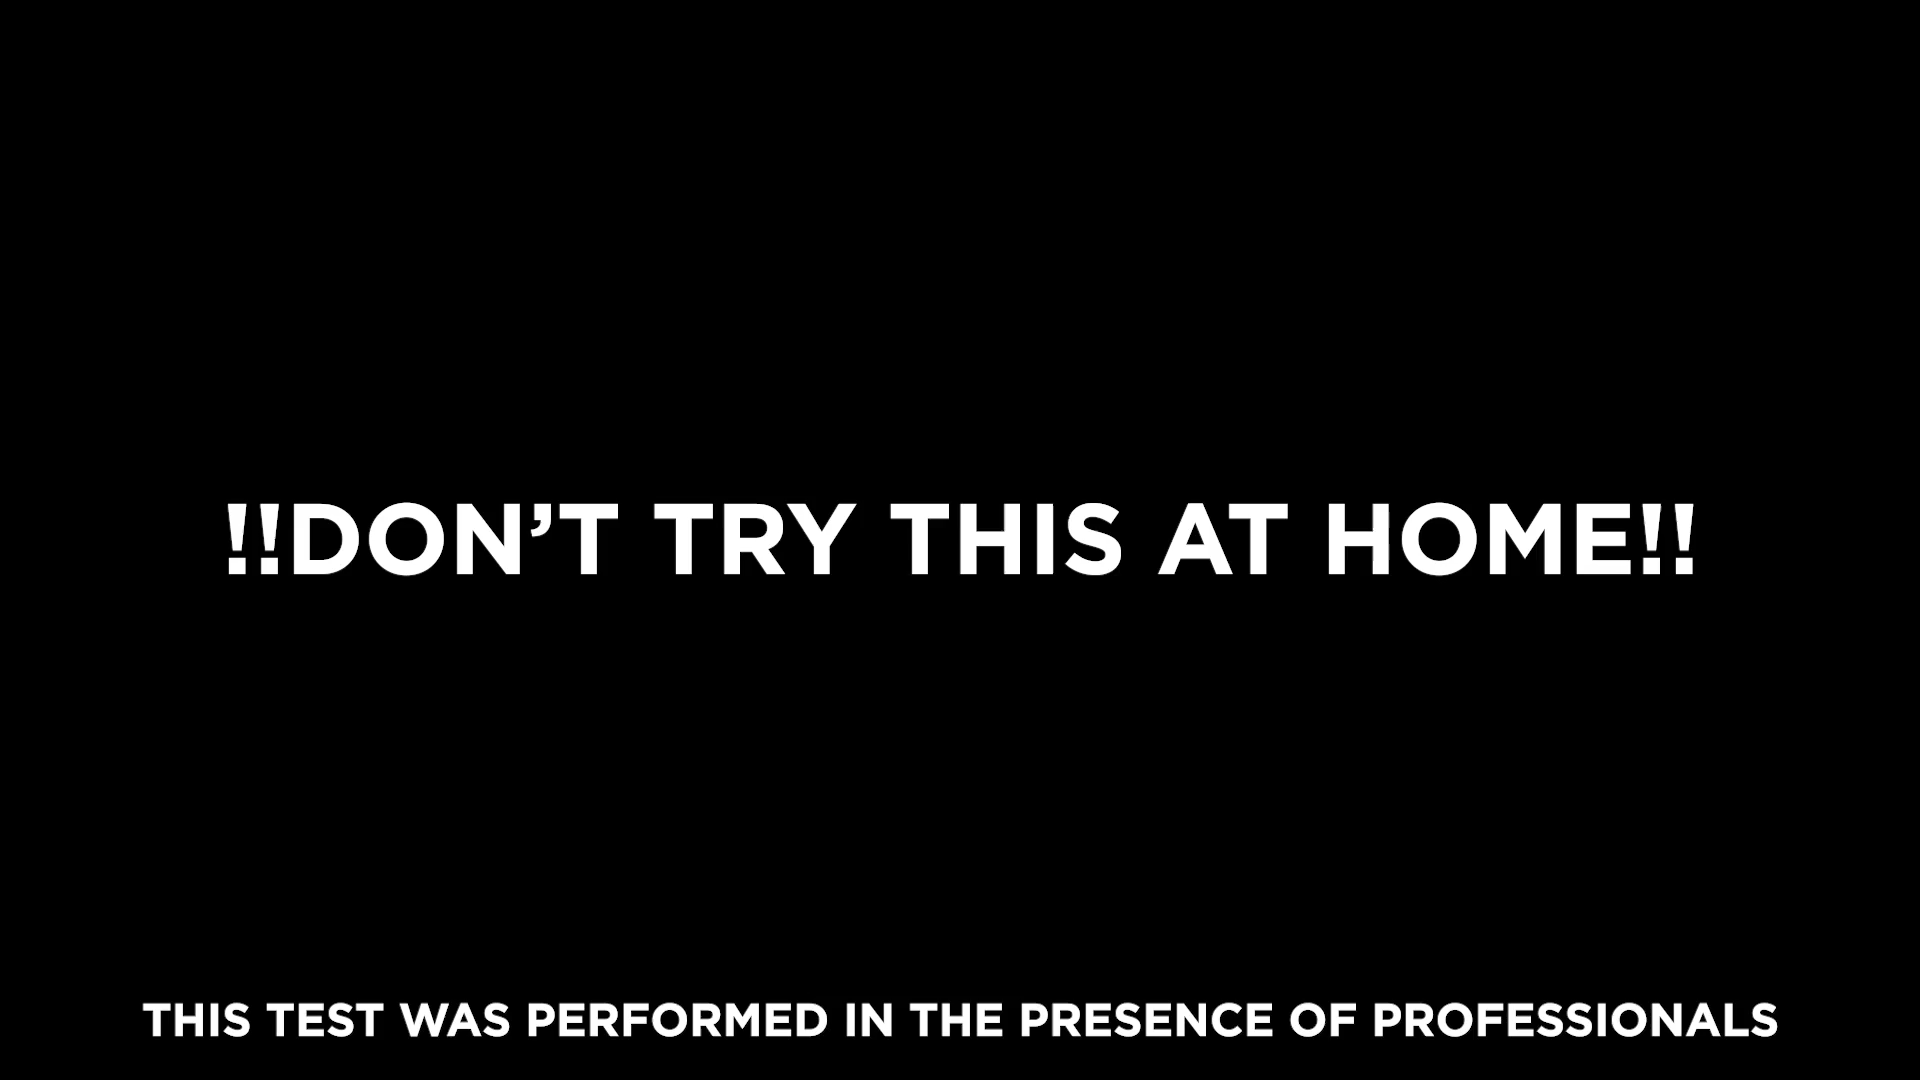 !!DON’T TRY THIS AT HOME!!
THIS TEST WAS PERFORMED IN THE PRESENCE OF PROFESSIONALS